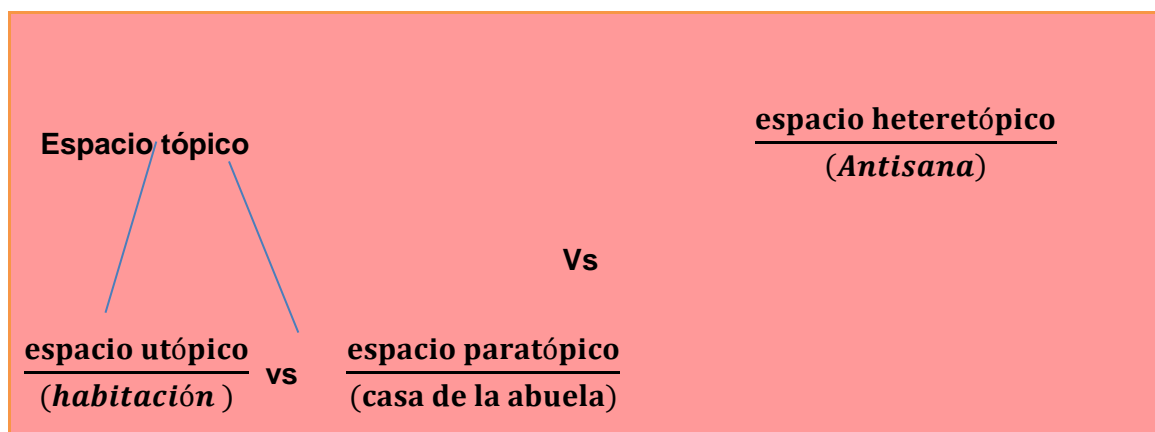 espacio heteretópico
Espacio tópico
(Antisana)
Vs
espacio utópico vs espacio paratópico
(habitación) (casa de la abuela)